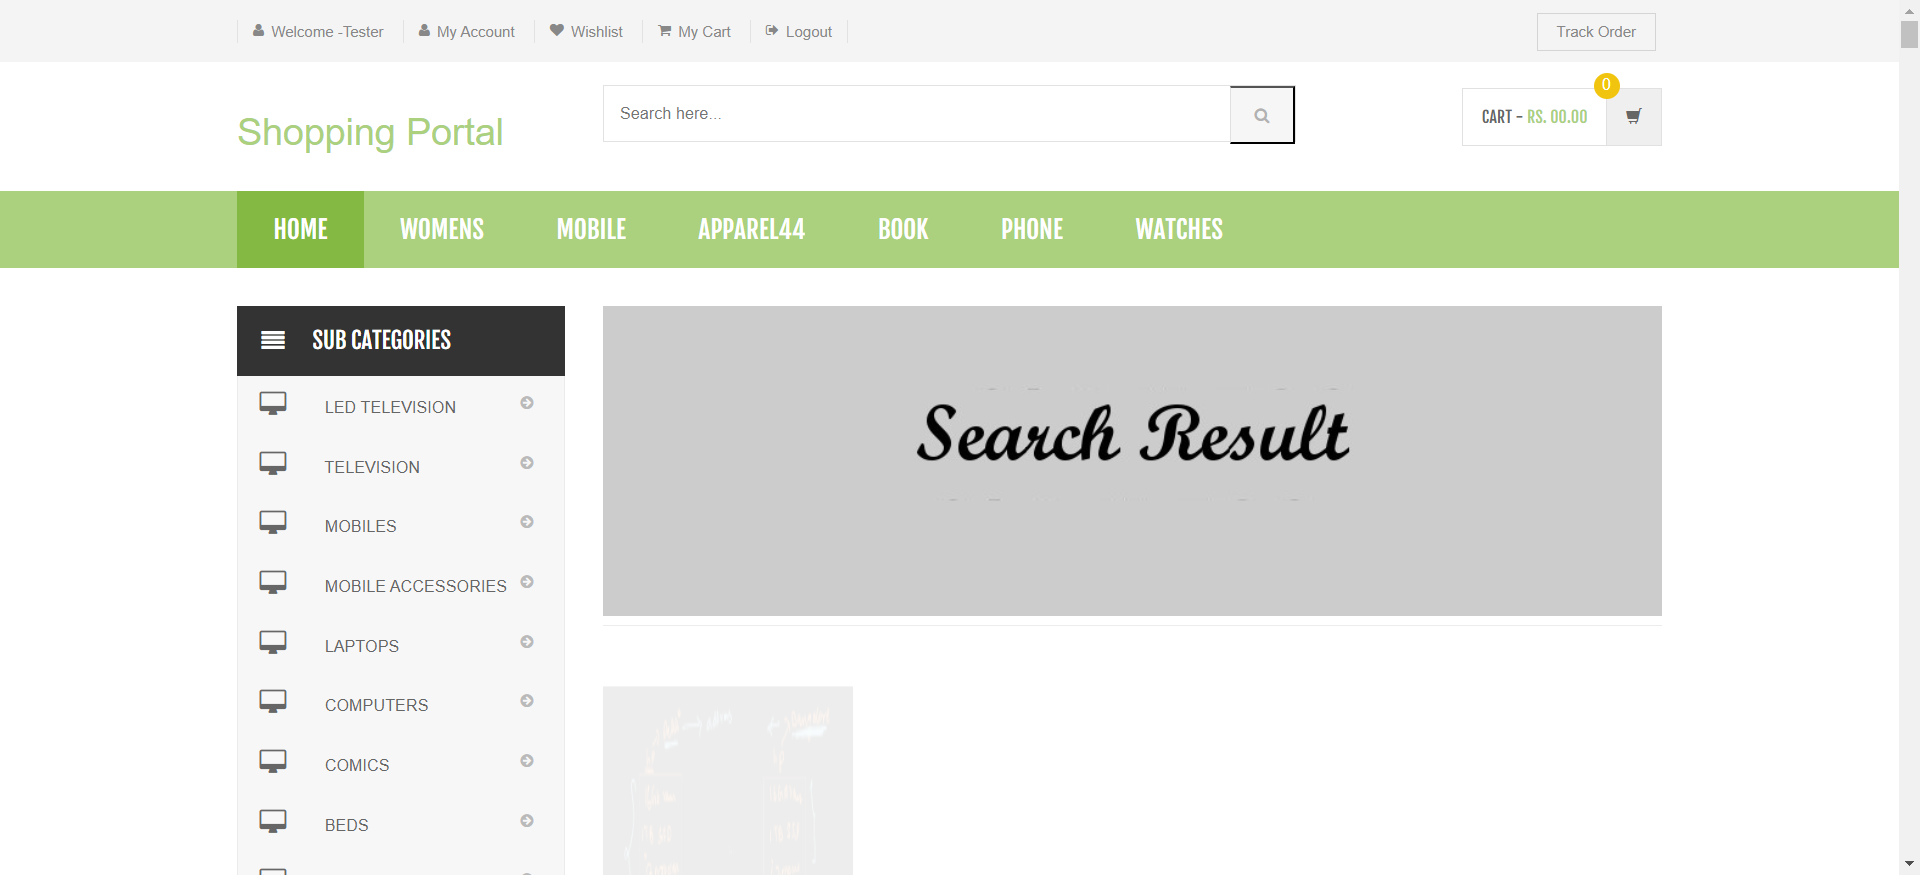 Welcome -Tester
My Account
Wishlist
My Cart
Logout
Track Order
Shopping Portal
Search here...
CART - RS. 00.00
0
HOME
WOMENS
MOBILE
APPAREL44
BOOK
PHONE
WATCHES
SUB CATEGORIES
LED TELEVISION
TELEVISION
MOBILES
MOBILE ACCESSORIES
LAPTOPS
COMPUTERS
COMICS
BEDS
Search Result